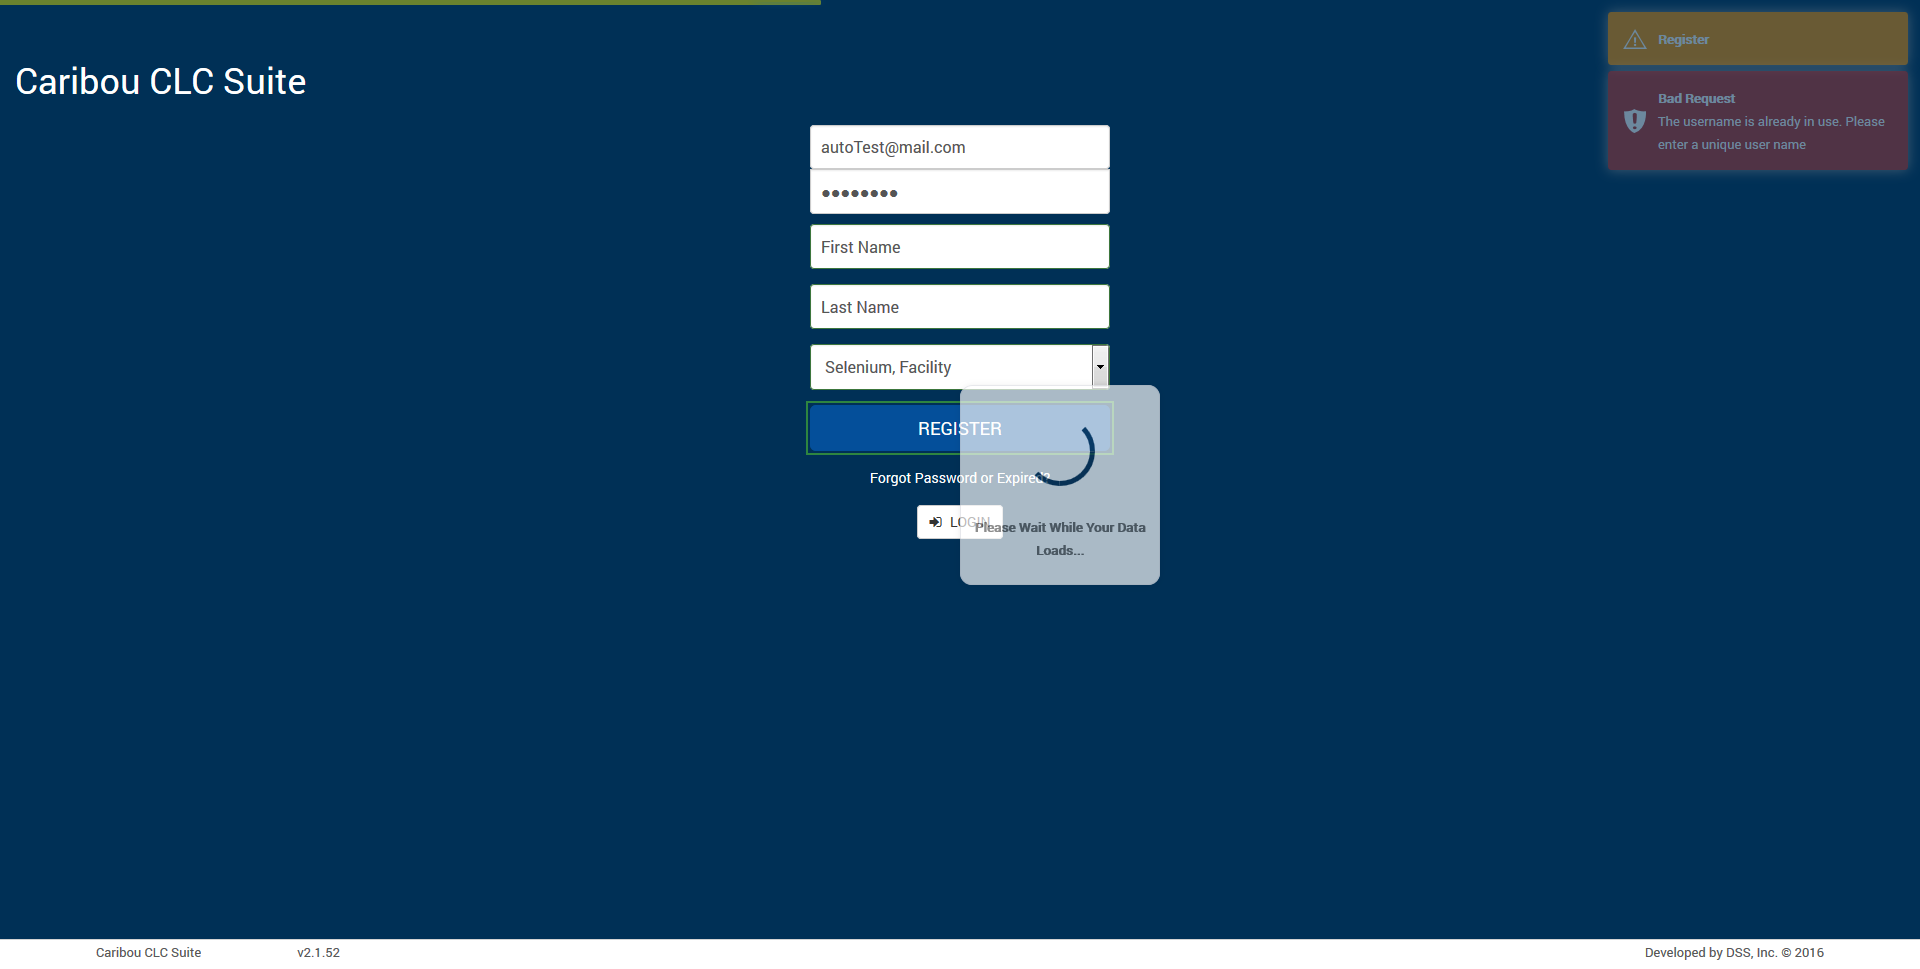 Caribou CLC Suite
Register
Bad Request
The username is already in use. Please
enter a unique user name
autoTest@mail.com
●●●●●●●●
First Name
Last Name
Selenium, Facility
REGISTER
Forgot Password or Expired?
LOGIN
Please Wait While Your Data
Loads...
Caribou CLC Suite
v2.1.52
Developed by DSS, Inc. © 2016